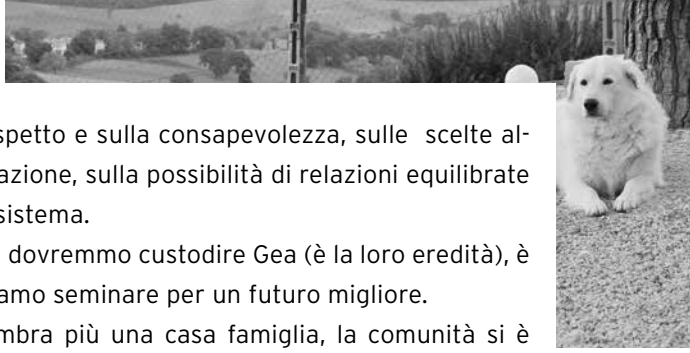 spetto e sulla consapevolezza, sulle scelte al-
azione, sulla possibilità di relazioni equilibrate
sistema.
dovremmo custodire Gea (è la loro eredità), è
amo seminare per un futuro migliore.
mbra più una casa famiglia, la comunità si è